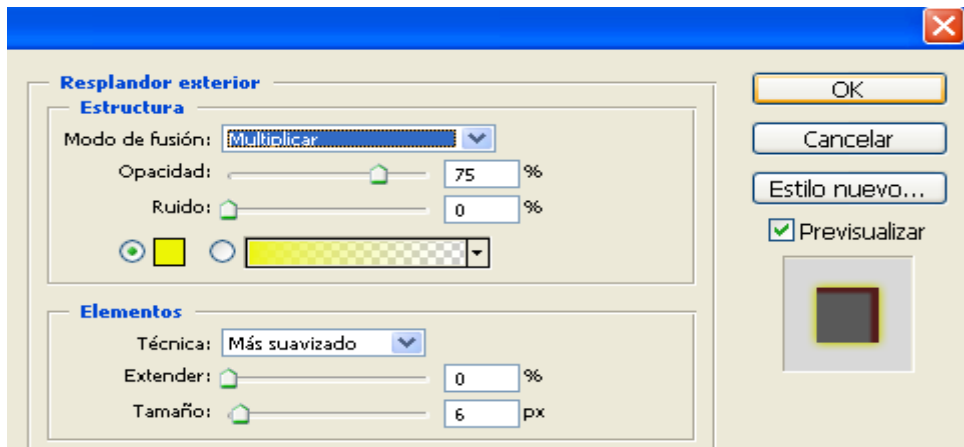 Resplandor exterior
Estructura
Modo de fusión: Multiplicar
Opacidad: 75 %
Ruido: 0 %
Elementos
Técnica: Más suavizado
Extender: 0 %
Tamaño: 6 px
OK
Cancelar
Estilo nuevo...
Previsualizar